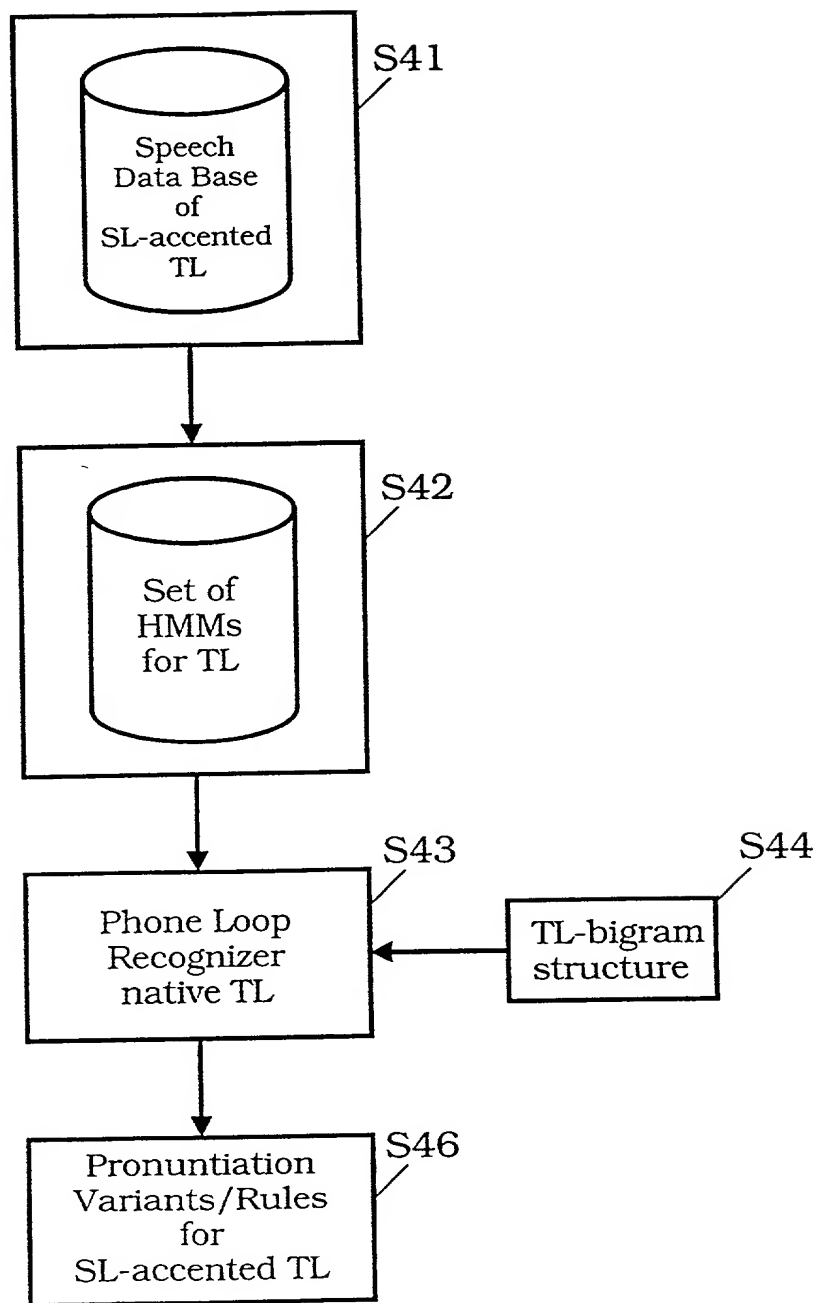 S41
Speech
Data Base
of
SL-accented
TL
S42
Set of
HMMs
for TL
S43
Phone Loop
Recognizer
native TL
S44
TL-bigram
structure
S46
Pronuntiation
Variants/Rules
for
SL-accented TL